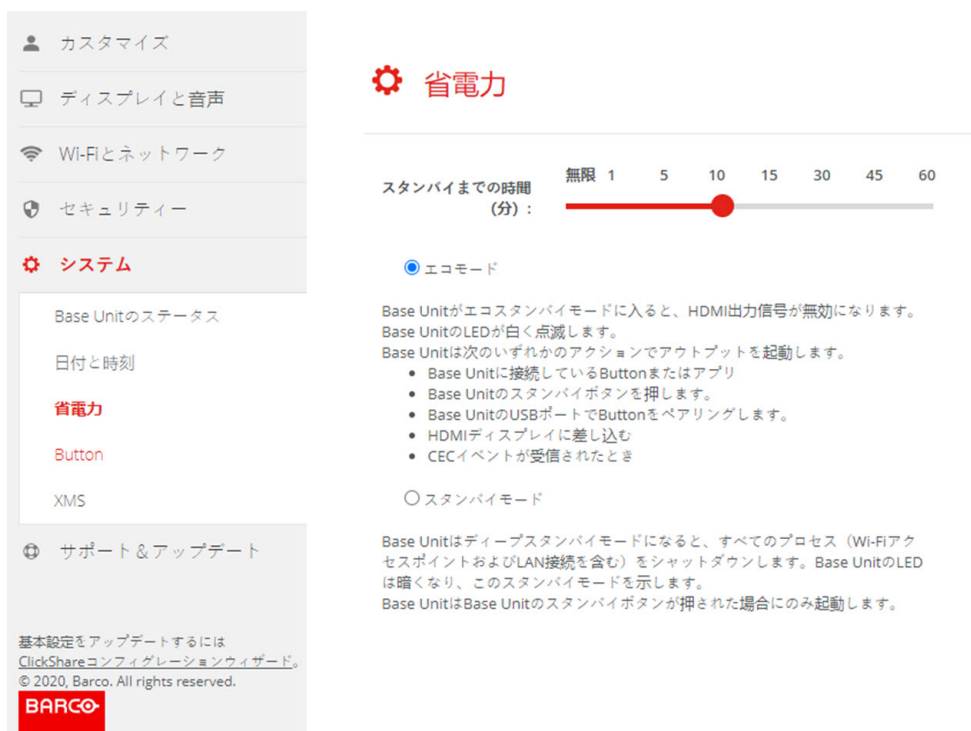 カスタマイズ
ディスプレイと音声
Wi-Fiとネットワーク
セキュリティー
システム
Base Unitのステータス
日付と時刻
省電力
Button
XMS
サポート&アップデート
基本設定をアップデートするには
ClickShareコンフィグレーションウィザード。
© 2020, Barco. All rights reserved.
BARCO
省電力
スタンバイまでの時間
(分) :
無限 1 5 10 15 30 45 60
エコモード
Base Unitがエコスタンバイモードに入ると、HDMI出力信号が無効になります。
Base UnitのLEDが白く点滅します。
Base Unitは次のいずれかのアクションでアウトプットを起動します。
• Base Unitに接続しているButtonまたはアプリ
• Base Unitのスタンバイボタンを押します。
• Base UnitのUSBポートでButtonをペアリングします。
• HDMIディスプレイに差し込む
• CECイベントが受信されたとき
スタンバイモード
Base Unitはディープスタンバイモードになると、すべてのプロセス（Wi-Fiアク
セスポイントおよびLAN接続を含む）をシャットダウンします。Base UnitのLED
は暗くなり、このスタンバイモードを示します。
Base UnitはBase Unitのスタンバイボタンが押された場合にのみ起動します。